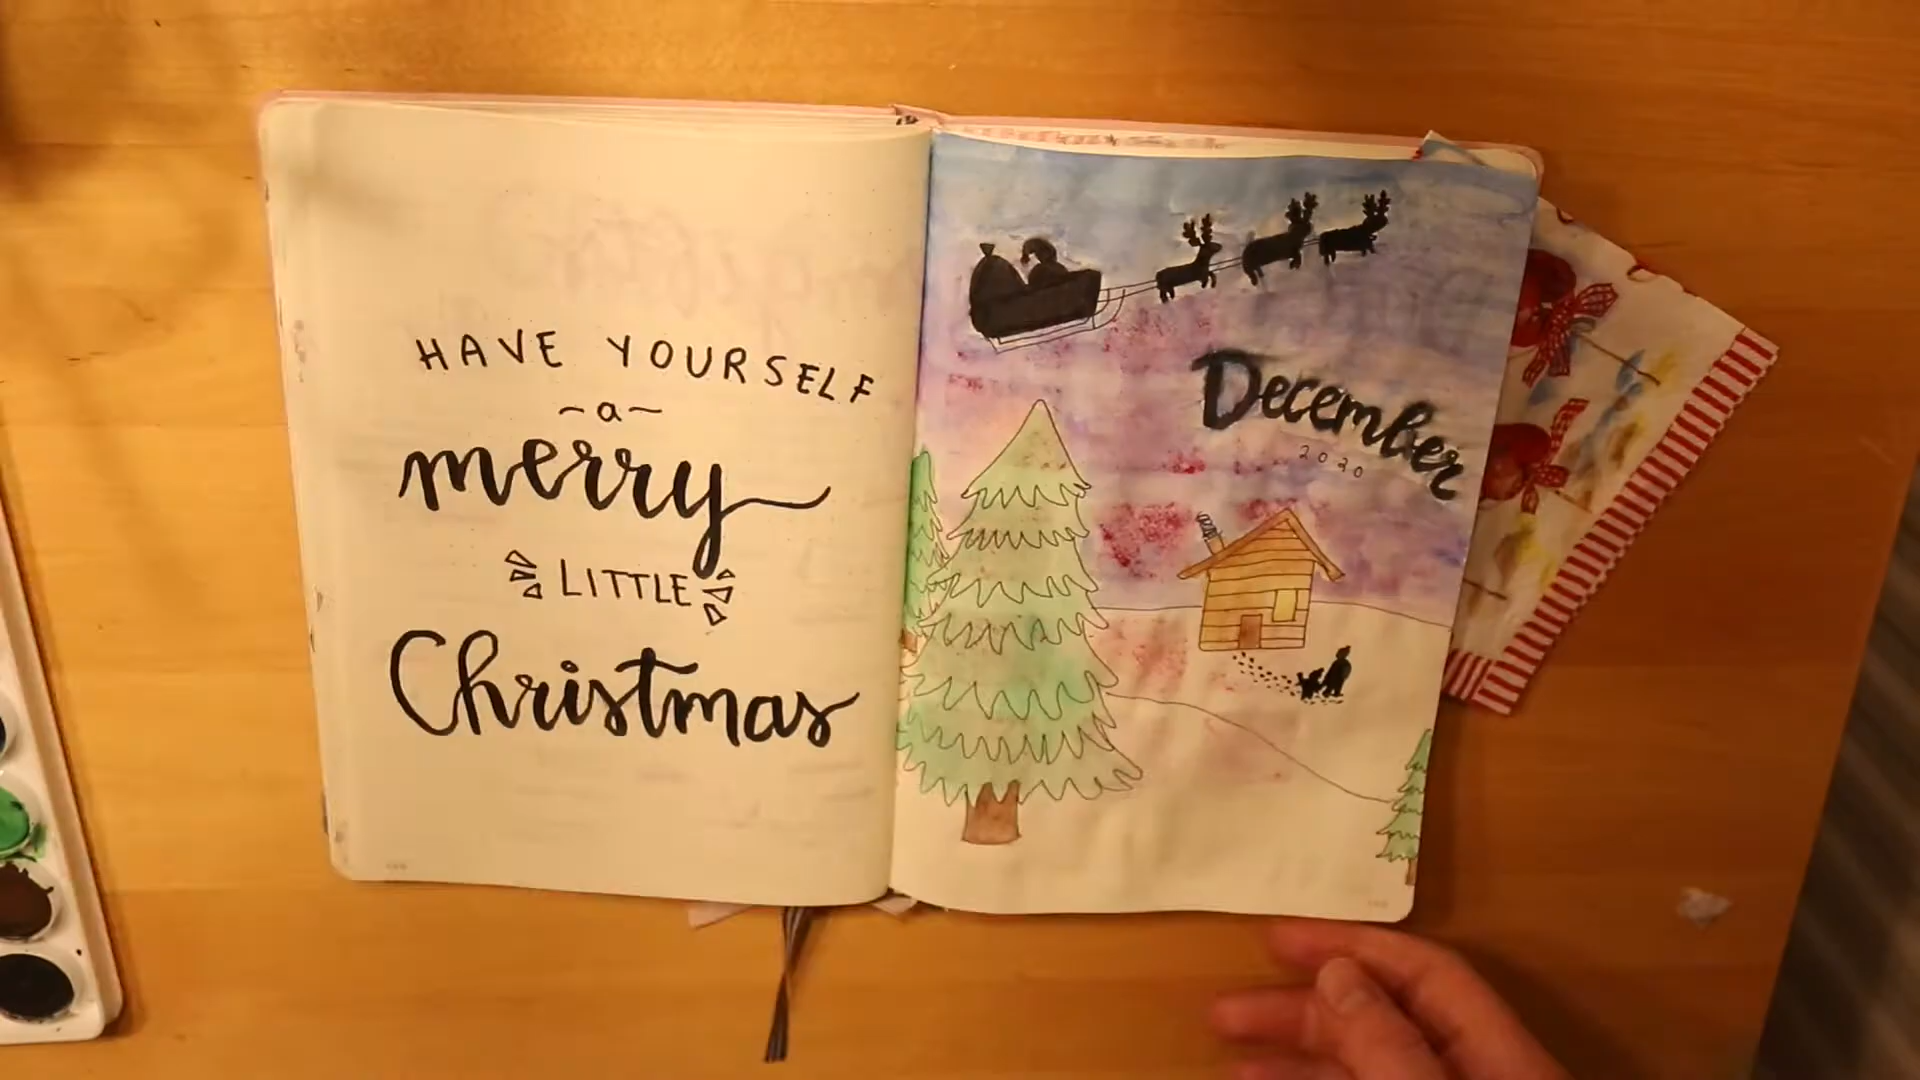 HAVE YOURSELF
~a~
merry
LITTLE
Christmas
December
2020